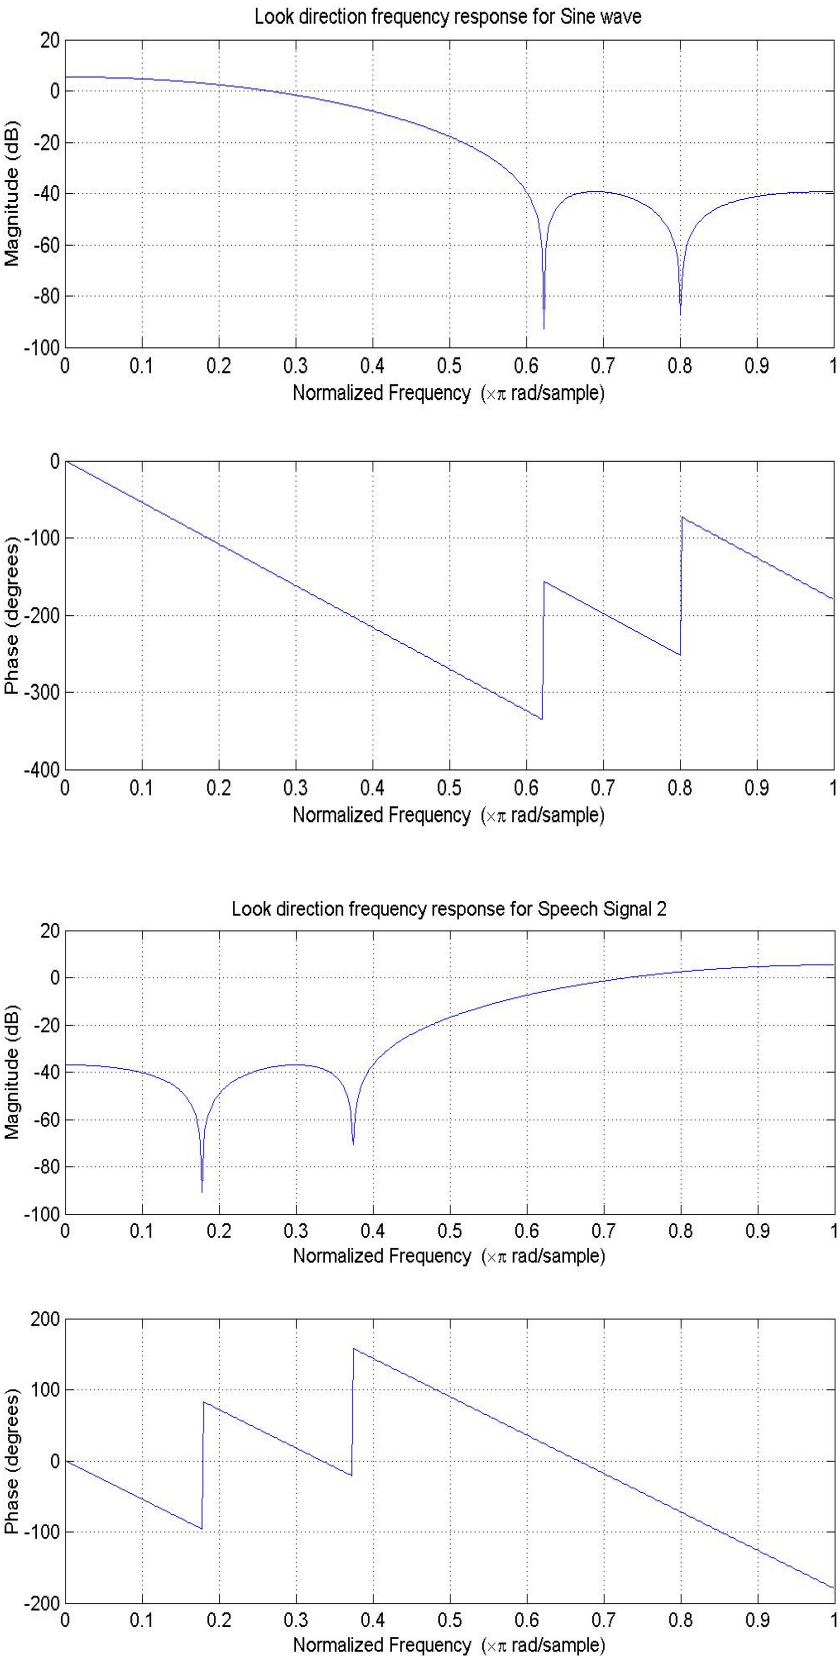 Look direction frequency response for Sine wave
20
0
-20
-40
-60
-80
-100
Magnitude (dB)
0 0.1 0.2 0.3 0.4 0.5 0.6 0.7 0.8 0.9 1
Normalized Frequency (×π rad/sample)
0
-100
-200
-300
-400
Phase (degrees)
0 0.1 0.2 0.3 0.4 0.5 0.6 0.7 0.8 0.9 1
Normalized Frequency (×π rad/sample)
Look direction frequency response for Speech Signal 2
20
0
-20
-40
-60
-80
-100
Magnitude (dB)
0 0.1 0.2 0.3 0.4 0.5 0.6 0.7 0.8 0.9 1
Normalized Frequency (×π rad/sample)
200
100
0
-100
-200
Phase (degrees)
0 0.1 0.2 0.3 0.4 0.5 0.6 0.7 0.8 0.9 1
Normalized Frequency (×π rad/sample)